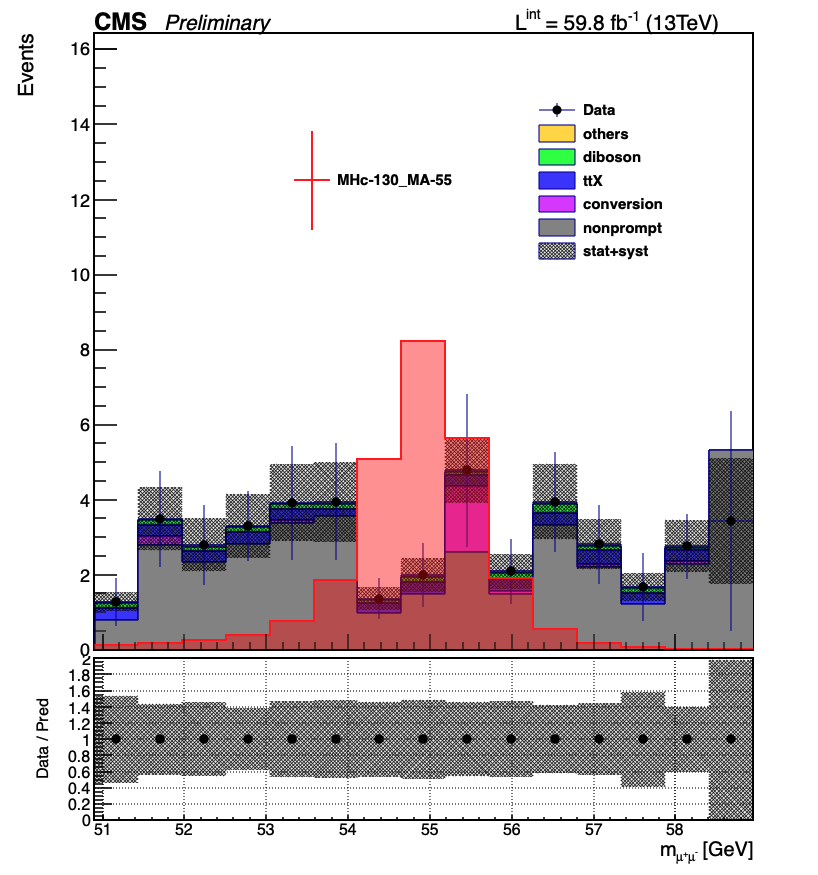 CMS Preliminary L^int = 59.8 fb^-1 (13TeV)
Events
16
14
12
10
8
6
4
2
0
Data
others
diboson
ttX
conversion
nonprompt
stat+syst
MHc-130_MA-55
Data / Pred
2
1.8
1.6
1.4
1.2
1
0.8
0.6
0.4
0.2
0
51 52 53 54 55 56 57 58
m_μ+μ- [GeV]